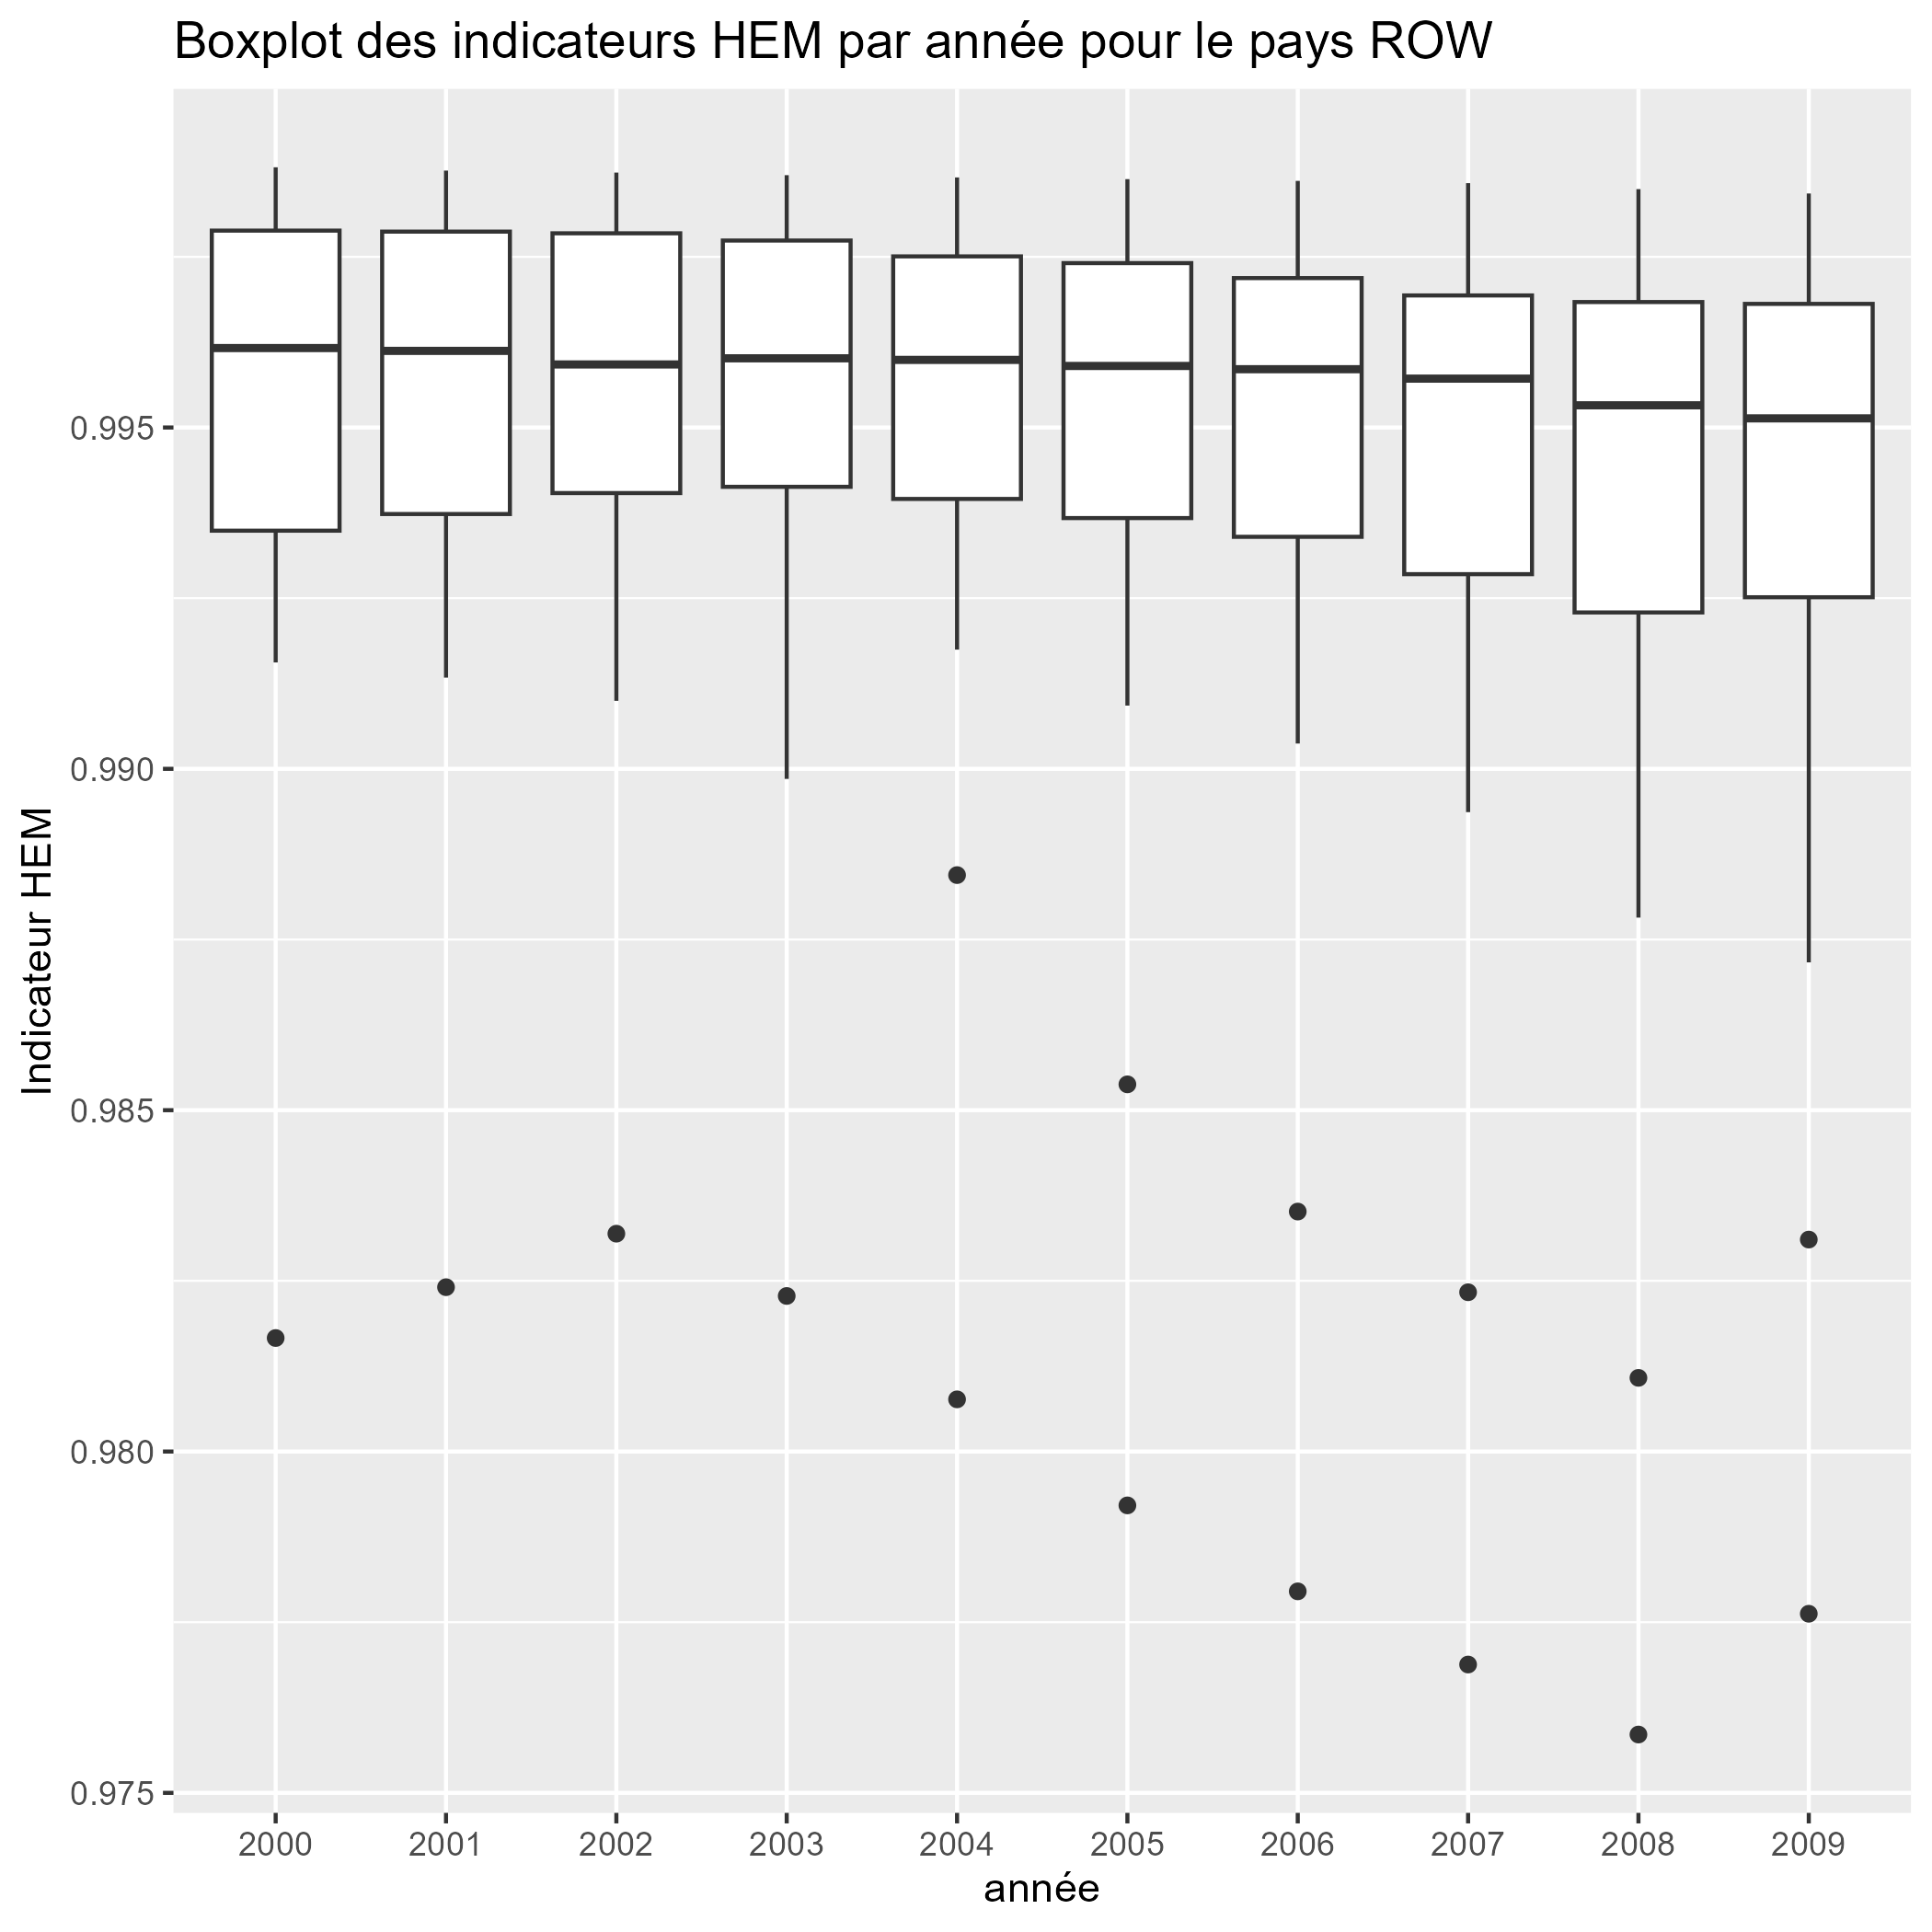 Boxplot des indicateurs HEM par année pour le pays ROW
Indicateur HEM
0.995
0.990
0.985
0.980
0.975
2000 2001 2002 2003 2004 2005 2006 2007 2008 2009
année